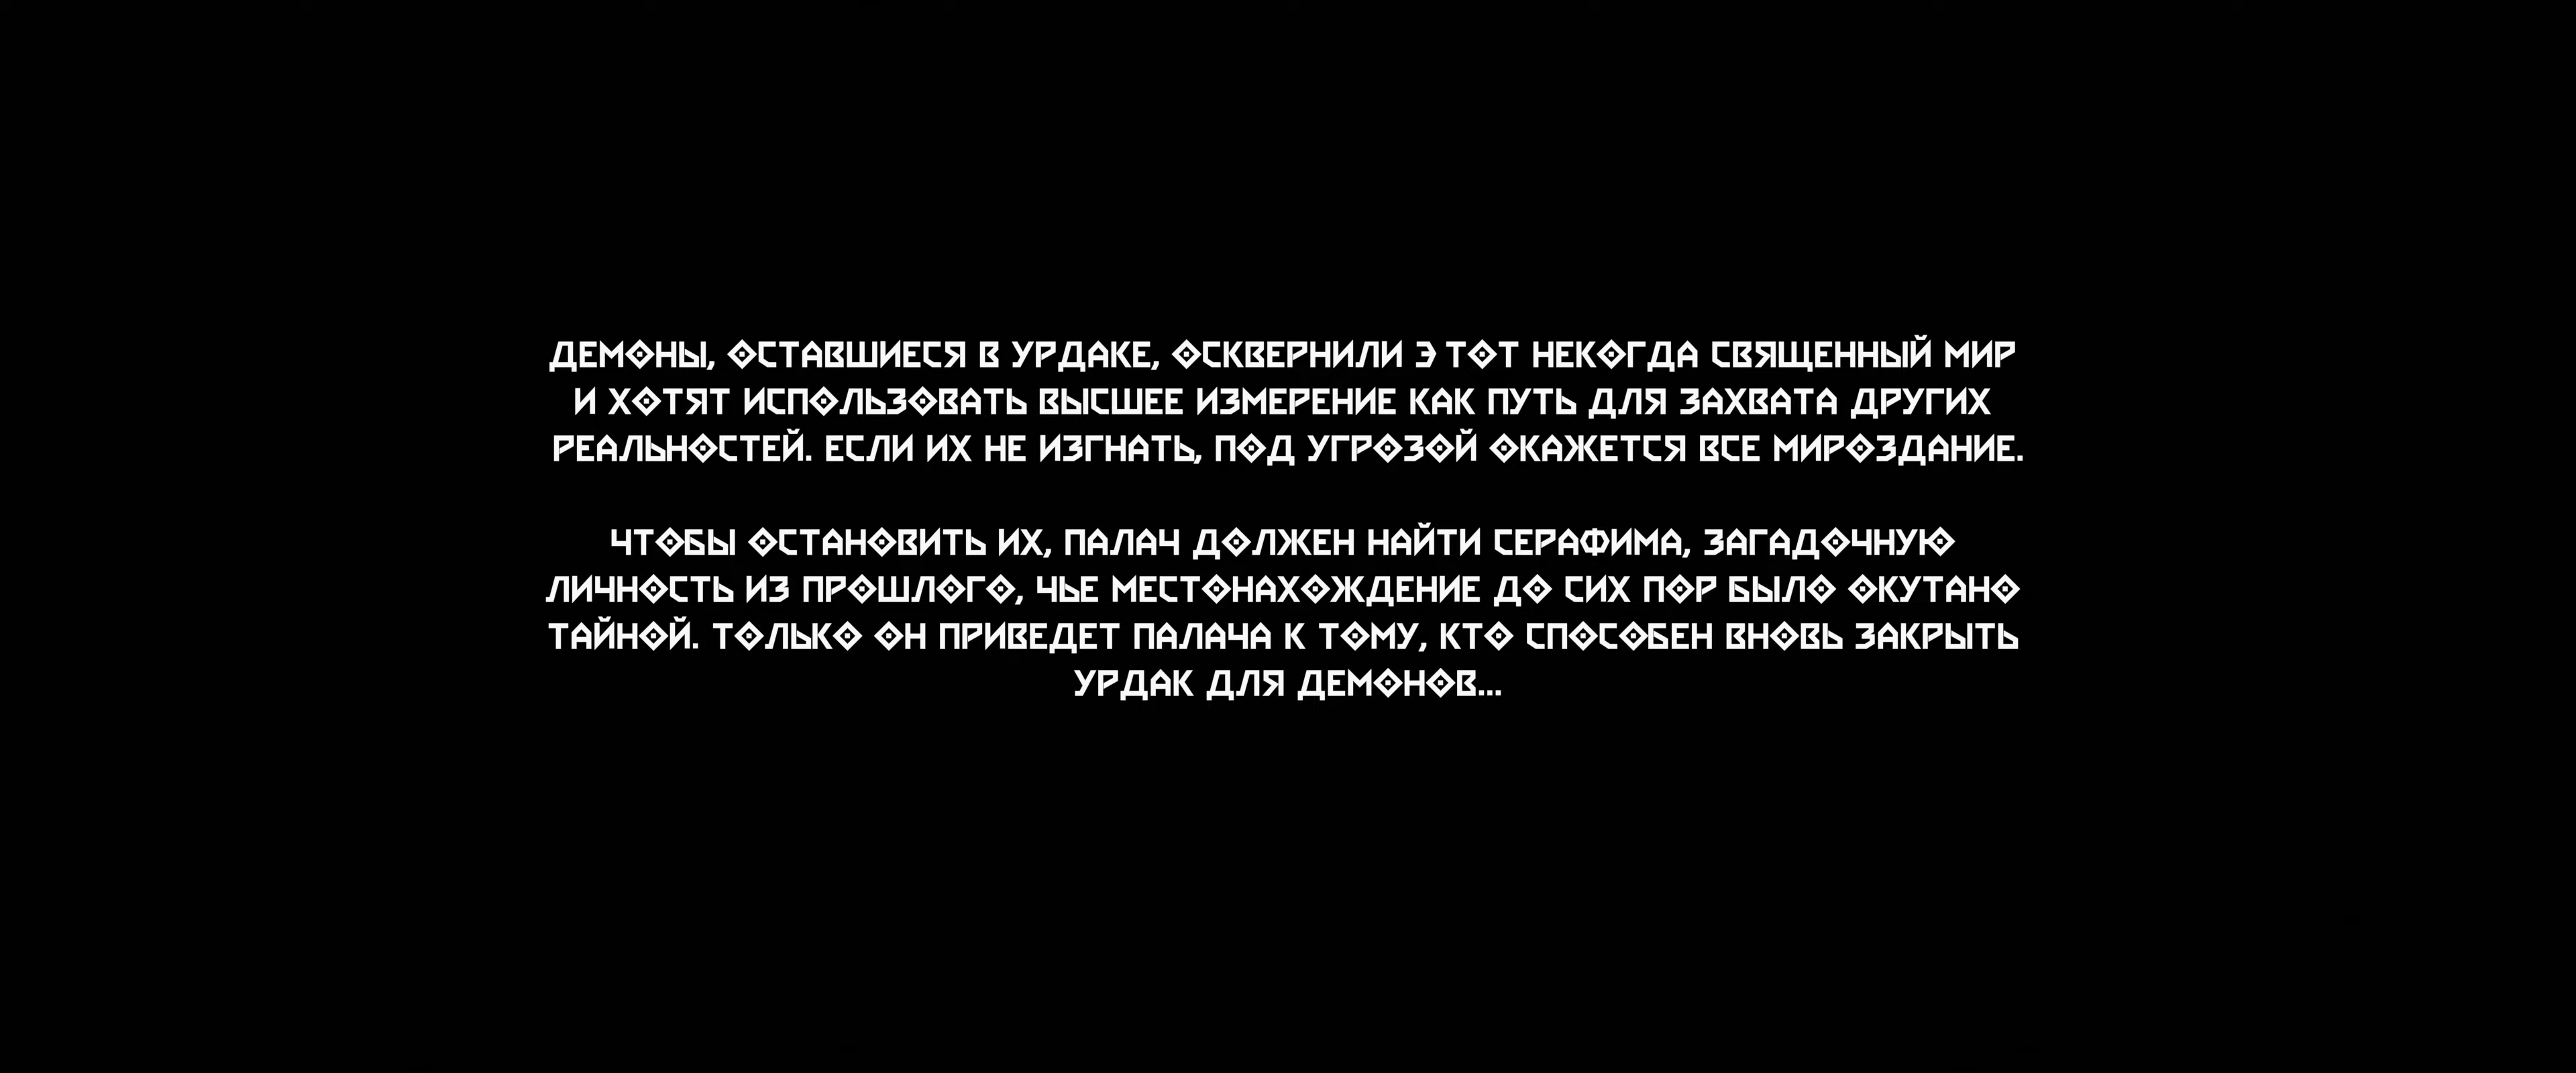 ДЕМОНЫ, ОСТАВШИЕСЯ В УРДАКЕ, ОСКВЕРНИЛИ ЭТОТ НЕКОГДА СВЯЩЕННЫЙ МИР
И ХОТЯТ ИСПОЛЬЗОВАТЬ ВЫСШЕЕ ИЗМЕРЕНИЕ КАК ПУТЬ ДЛЯ ЗАХВАТА ДРУГИХ
РЕАЛЬНОСТЕЙ. ЕСЛИ ИХ НЕ ИЗГНАТЬ, ПОД УГРОЗОЙ ОКАЖЕТСЯ ВСЕ МИРОЗДАНИЕ.
ЧТОБЫ ОСТАНОВИТЬ ИХ, ПАЛАЧ ДОЛЖЕН НАЙТИ СЕРАФИМА, ЗАГАДОЧНУЮ
ЛИЧНОСТЬ ИЗ ПРОШЛОГО, ЧЬЕ МЕСТОНАХОЖДЕНИЕ ДО СИХ ПОР БЫЛО ОКУТАНО
ТАЙНОЙ. ТОЛЬКО ОН ПРИВЕДЕТ ПАЛАЧА К ТОМУ, КТО СПОСОБЕН ВНОВЬ ЗАКРЫТЬ
УРДАК ДЛЯ ДЕМОНОВ...